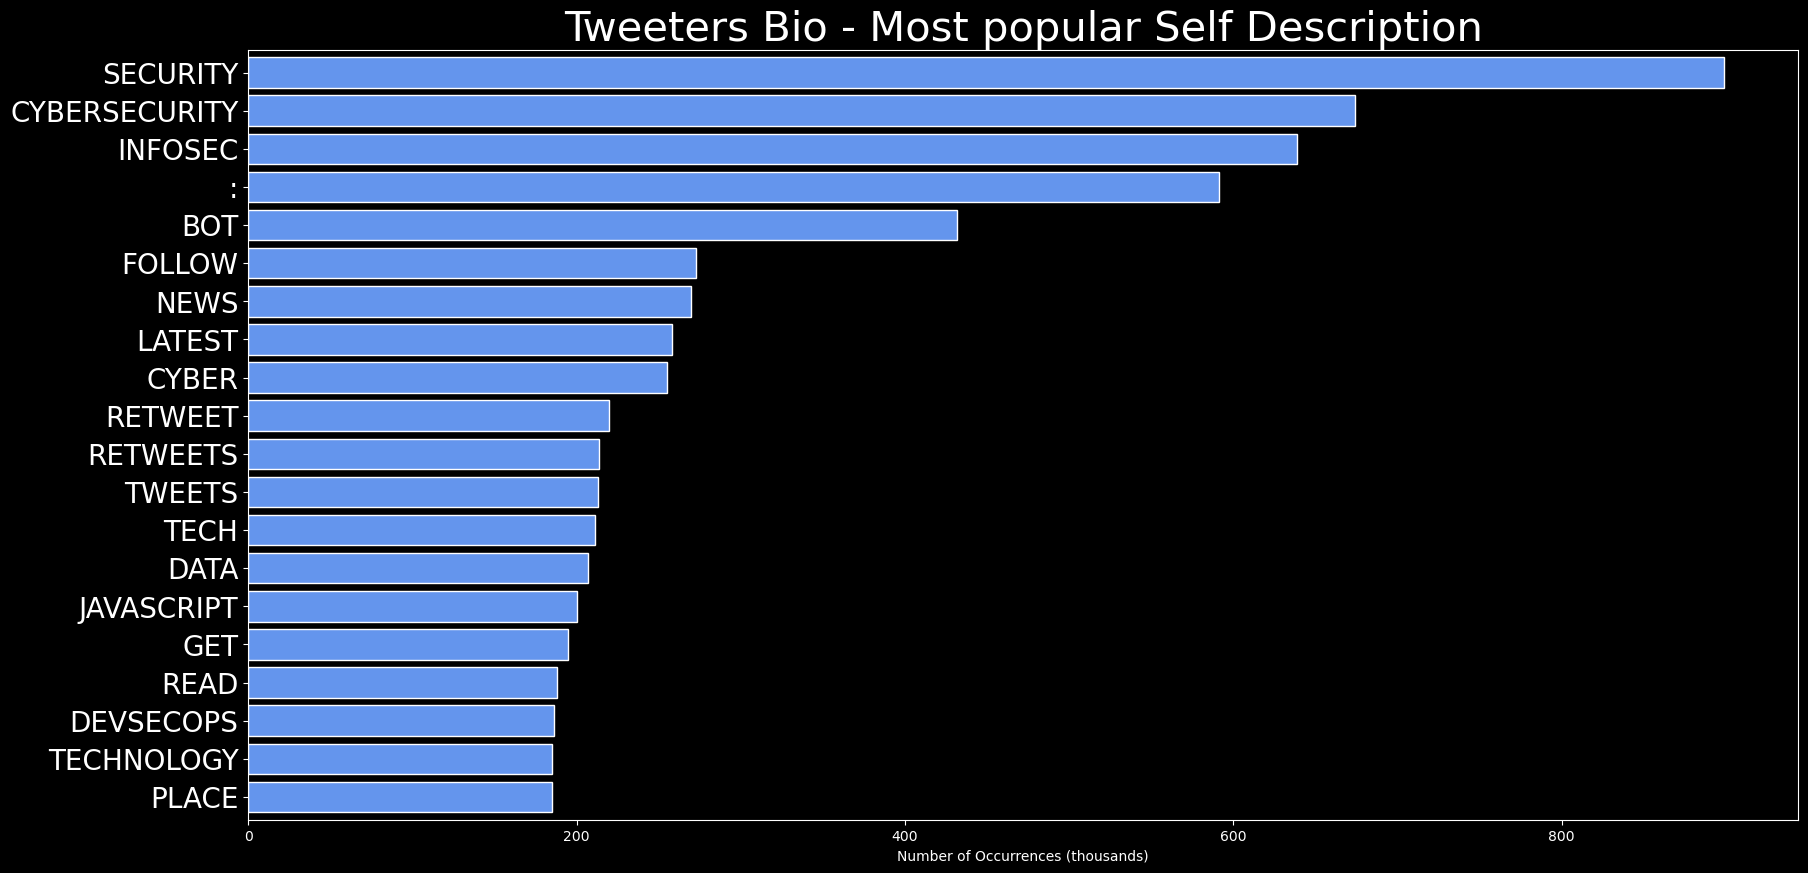 Tweeters Bio - Most popular Self Description
SECURITY
CYBERSECURITY
INFOSEC
:
BOT
FOLLOW
NEWS
LATEST
CYBER
RETWEET
RETWEETS
TWEETS
TECH
DATA
JAVASCRIPT
GET
READ
DEVSECOPS
TECHNOLOGY
PLACE
0 200 400 600 800
Number of Occurrences (thousands)